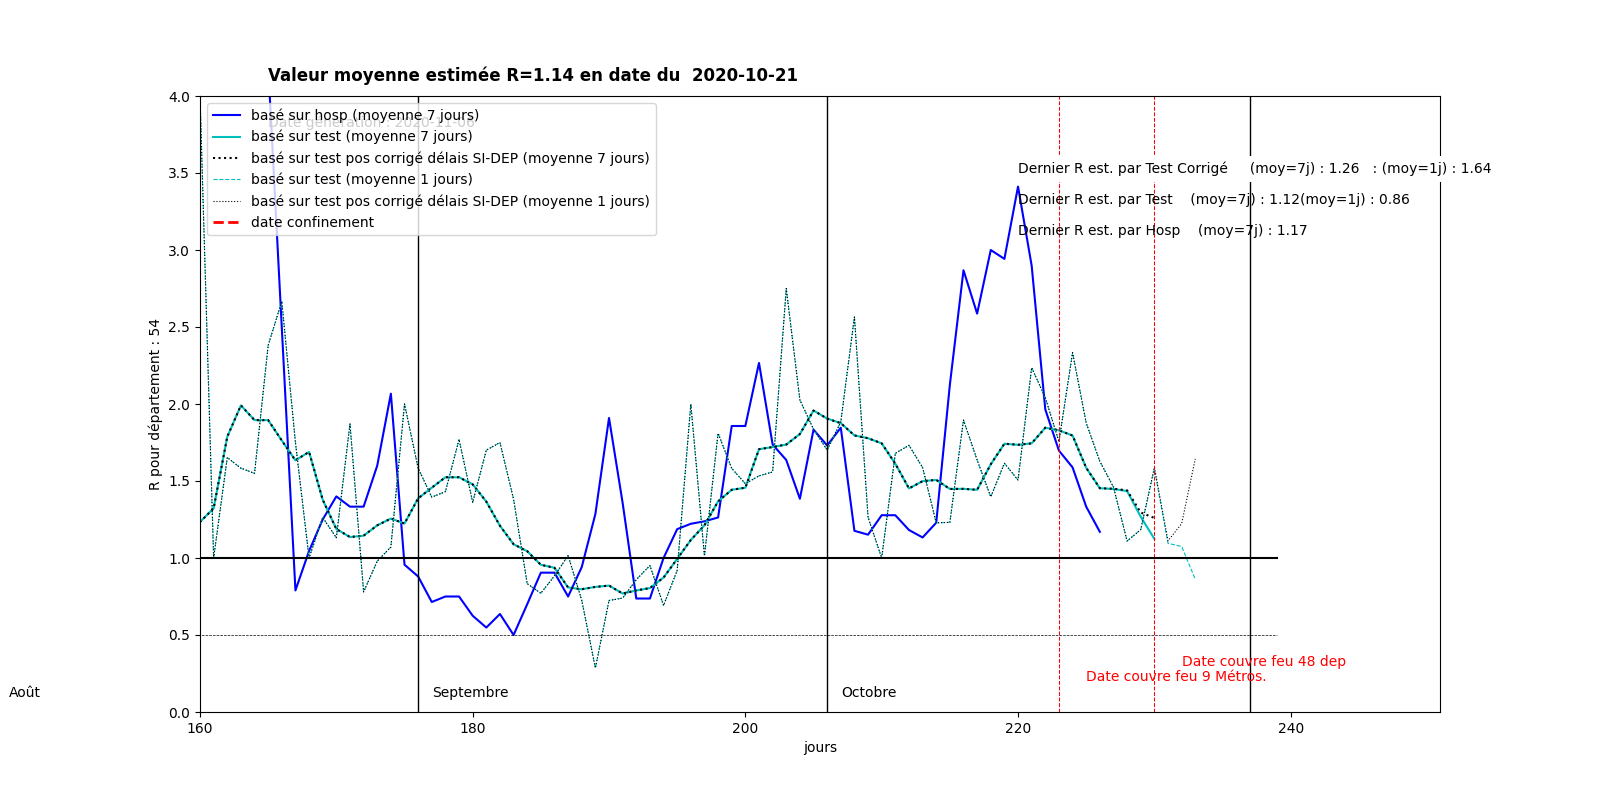 Valeur moyenne estimée R=1.14 en date du  2020-10-21
Date génération : 2020-11-06
basé sur hosp (moyenne 7 jours)
basé sur test (moyenne 7 jours)
basé sur test pos corrigé délais SI-DEP (moyenne 7 jours)
basé sur test (moyenne 1 jours)
basé sur test pos corrigé délais SI-DEP (moyenne 1 jours)
date confinement
Dernier R est. par Test Corrigé     (moy=7j) : 1.26   : (moy=1j) : 1.64
Dernier R est. par Test    (moy=7j) : 1.12(moy=1j) : 0.86
Dernier R est. par Hosp    (moy=7j) : 1.17
R pour département : 54
4.0
3.5
3.0
2.5
2.0
1.5
1.0
0.5
0.0
Date couvre feu 48 dep
Date couvre feu 9 Métros.
Août
Septembre
Octobre
160
180
200
220
240
jours